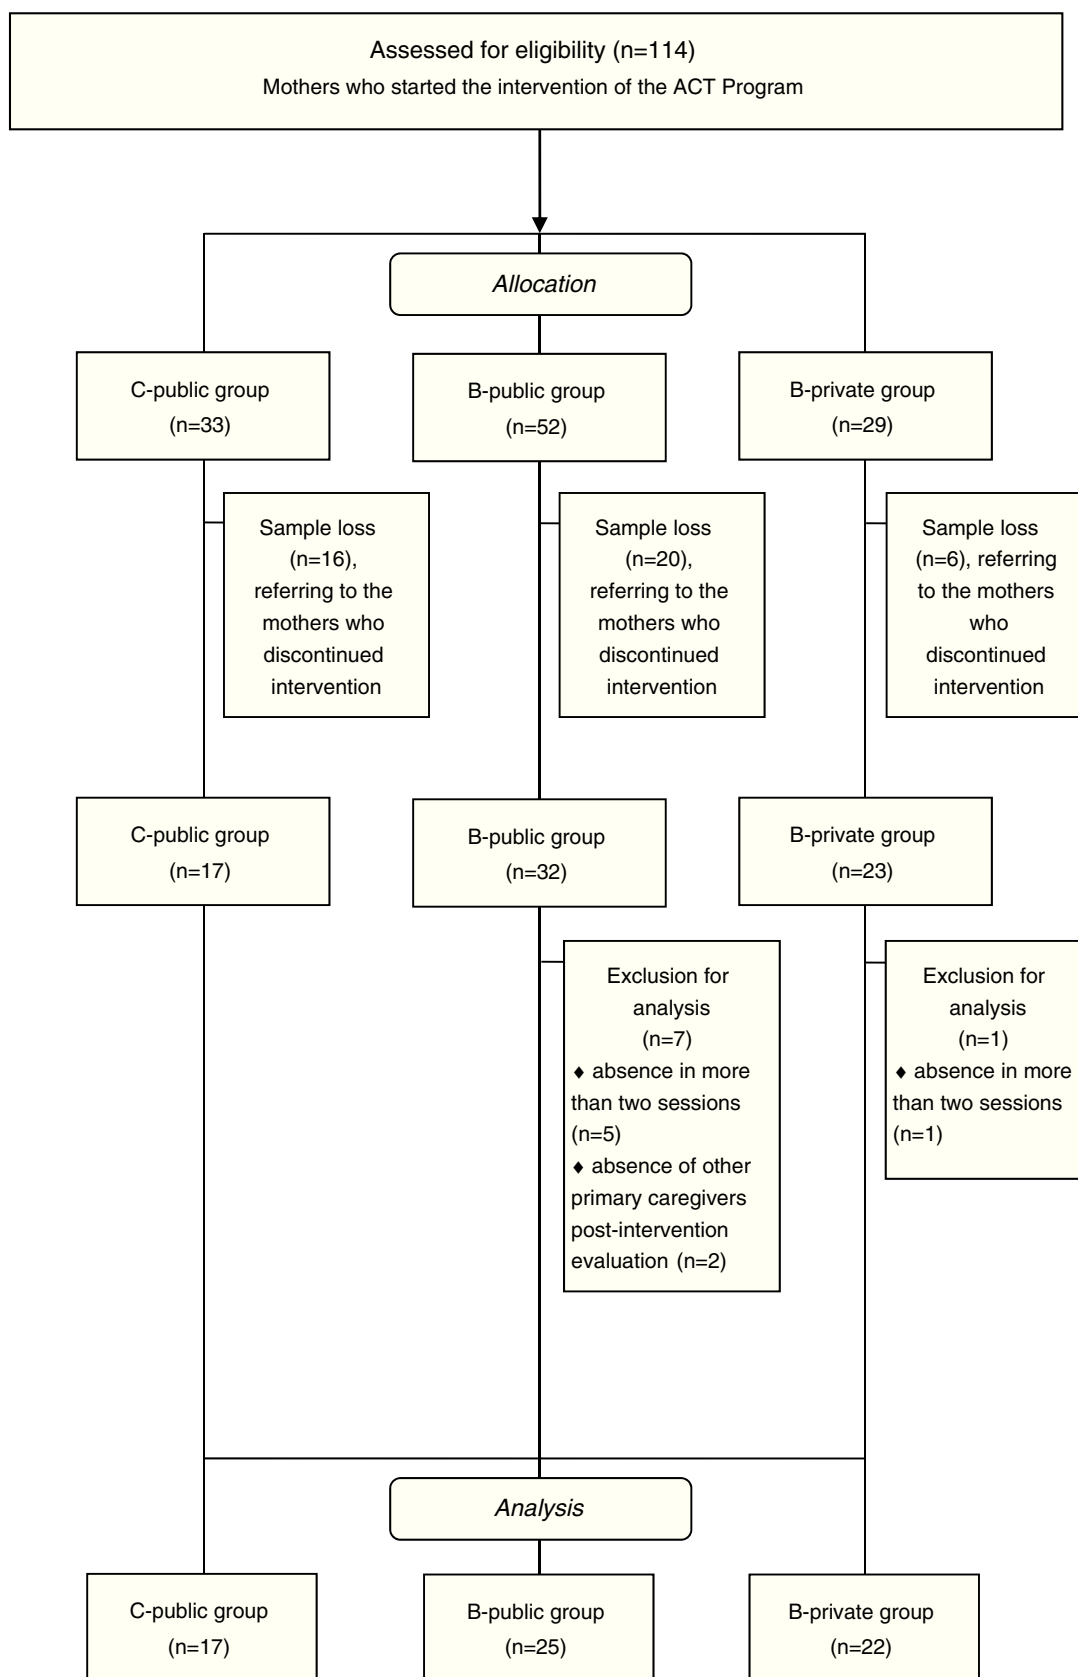 Assessed for eligibility (n=114)
Mothers who started the intervention of the ACT Program
Allocation
C-public group
(n=33)
B-public group
(n=52)
B-private group
(n=29)
Sample loss
(n=16),
referring to the
mothers who
discontinued
intervention
Sample loss
(n=20),
referring to the
mothers who
discontinued
intervention
Sample loss
(n=6), referring
to the mothers
who
discontinued
intervention
C-public group
(n=17)
B-public group
(n=32)
B-private group
(n=23)
Exclusion for
analysis
(n=7)
♦ absence in more
than two sessions
(n=5)
♦ absence of other
primary caregivers
post-intervention
evaluation (n=2)
Exclusion for
analysis
(n=1)
♦ absence in more
than two sessions
(n=1)
Analysis
C-public group
(n=17)
B-public group
(n=25)
B-private group
(n=22)